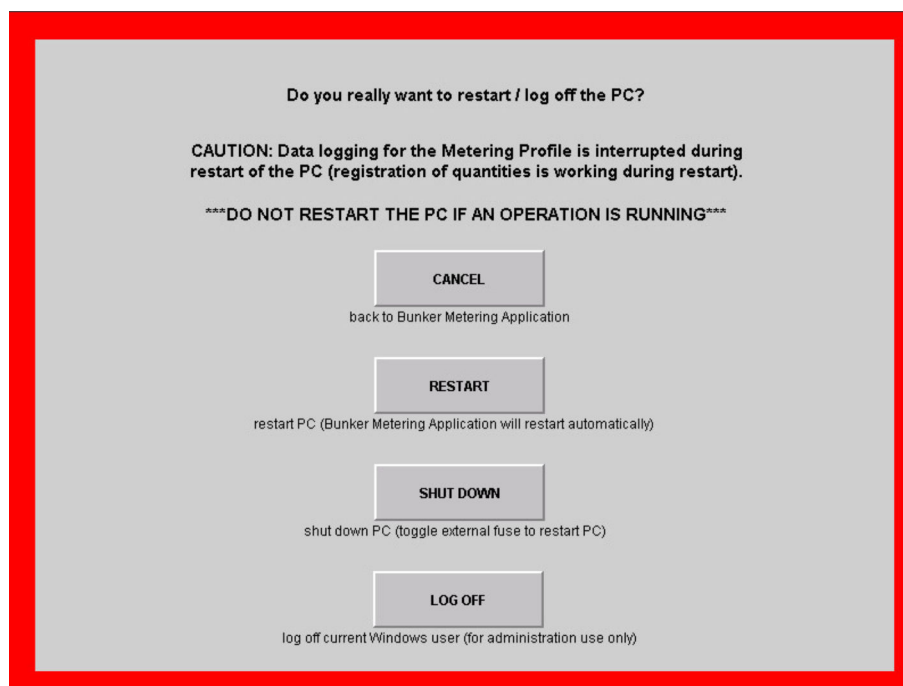 Do you really want to restart / log off the PC?
CAUTION: Data logging for the Metering Profile is interrupted during
restart of the PC (registration of quantities is working during restart).
***DO NOT RESTART THE PC IF AN OPERATION IS RUNNING***
CANCEL
back to Bunker Metering Application
RESTART
restart PC (Bunker Metering Application will restart automatically)
SHUT DOWN
shut down PC (toggle external fuse to restart PC)
LOG OFF
log off current Windows user (for administration use only)